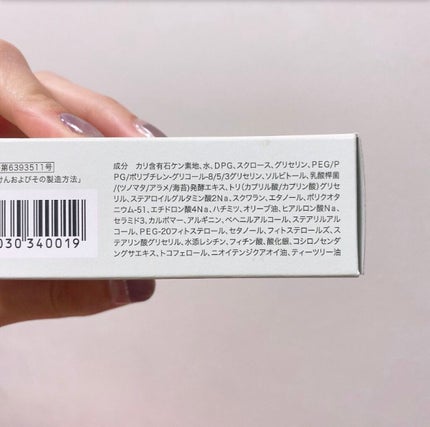 第6393511号
けんおよびその製造方法」
030340019
成分 カリ含有石ケン素地、水、DPG、スクロース、グリセリン、PEG/P
PG/ポリブチレングリコール-8/5/3グリセリン、ソルビトール、乳酸桿菌
/(ツノマタ/アラメ/海苔)発酵エキス、トリ(カプリル酸/カプリン酸)グリセ
リル、ステアロイルグルタミン酸2Na、スクワラン、エタノール、ポリクオタ
ニウム-51、エチドロン酸4Na、ハチミツ、オリーブ油、ヒアルロン酸Na、
セラミド3、カルボマー、アルギニン、ベヘニルアルコール、ステアリルアル
コール、PEG-20フィトステロール、セタノール、フィトステロールズ、ス
テアリン酸グリセリル、水添レシチン、フィチン酸、酸化銀、コシロノセンダ
ングサエキス、トコフェロール、ニオイテンジクアオイ油、ティーツリー油